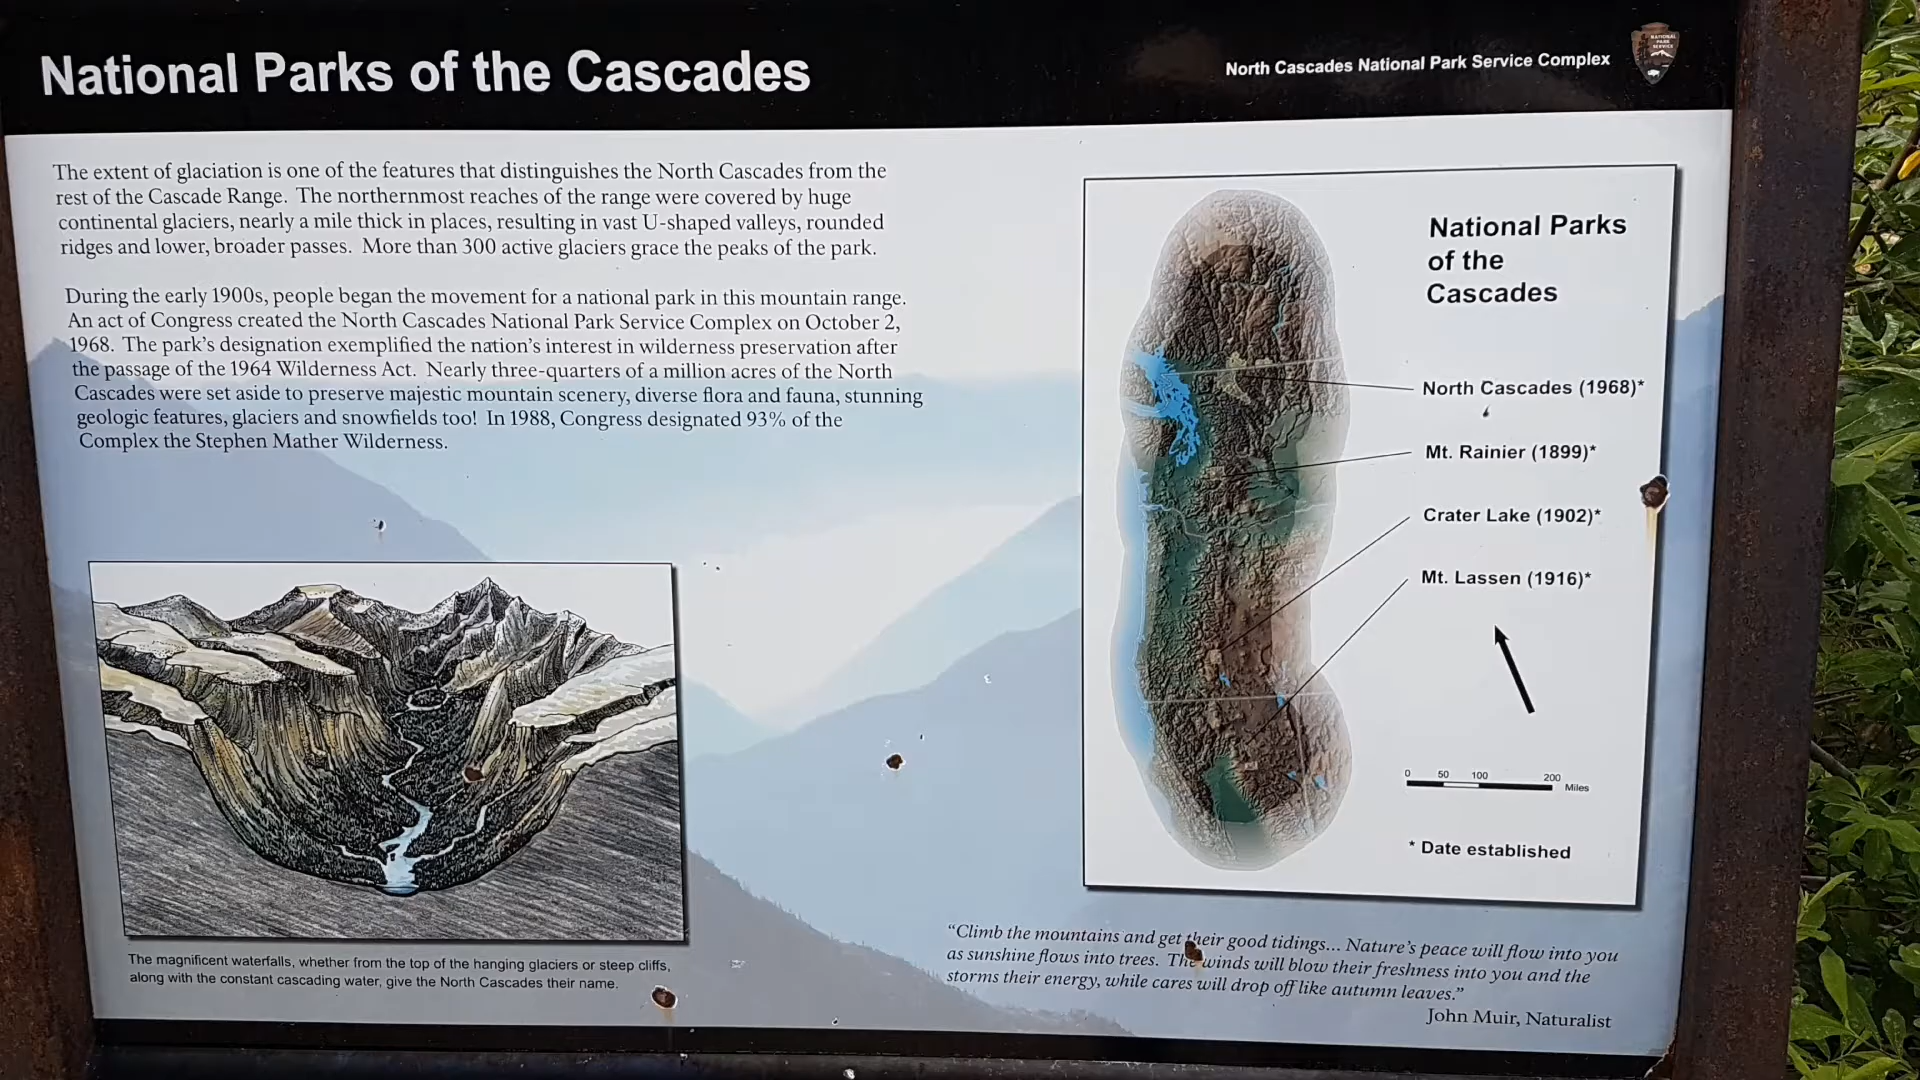 National Parks of the Cascades
North Cascades National Park Service Complex
NATIONAL
PARK
SERVICE
The extent of glaciation is one of the features that distinguishes the North Cascades from the
rest of the Cascade Range. The northernmost reaches of the range were covered by huge
continental glaciers, nearly a mile thick in places, resulting in vast U-shaped valleys, rounded
ridges and lower, broader passes. More than 300 active glaciers grace the peaks of the park.
During the early 1900s, people began the movement for a national park in this mountain range.
An act of Congress created the North Cascades National Park Service Complex on October 2,
1968. The park's designation exemplified the nation's interest in wilderness preservation after
the passage of the 1964 Wilderness Act. Nearly three-quarters of a million acres of the North
Cascades were set aside to preserve majestic mountain scenery, diverse flora and fauna, stunning
geologic features, glaciers and snowfields too! In 1988, Congress designated 93% of the
Complex the Stephen Mather Wilderness.
The magnificent waterfalls, whether from the top of the hanging glaciers or steep cliffs,
along with the constant cascading water, give the North Cascades their name.
National Parks
of the
Cascades
North Cascades (1968)*
Mt. Rainier (1899)*
Crater Lake (1902)*
Mt. Lassen (1916)*
0 50 100 200
Miles
* Date established
“Climb the mountains and get their good tidings... Nature's peace will flow into you
as sunshine flows into trees. The winds will blow their freshness into you and the
storms their energy, while cares will drop off like autumn leaves.”
John Muir, Naturalist